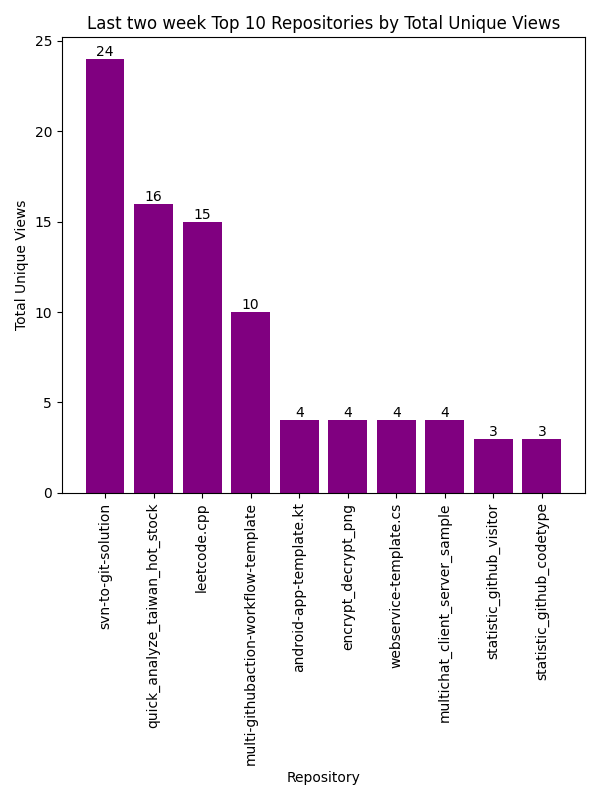 Last two week Top 10 Repositories by Total Unique Views
Total Unique Views
25
20
15
10
5
0
24
16
15
10
4
4
4
4
3
3
svn-to-git-solution
quick_analyze_taiwan_hot_stock
leetcode.cpp
multi-githubaction-workflow-template
android-app-template.kt
encrypt_decrypt_png
webservice-template.cs
multichat_client_server_sample
statistic_github_visitor
statistic_github_codetype
Repository